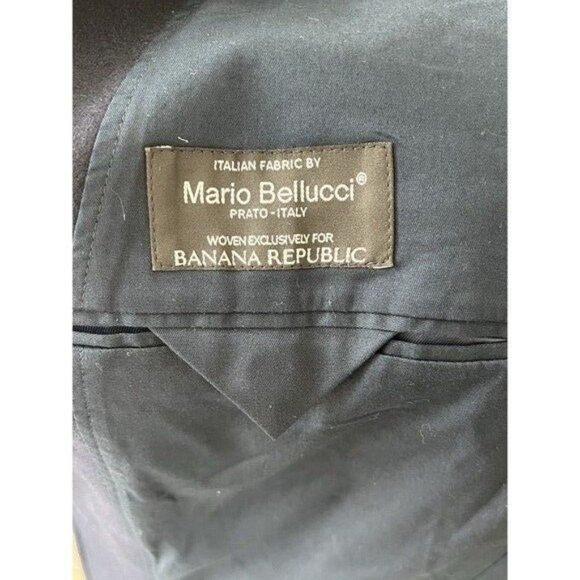 ITALIAN FABRIC BY
Mario Bellucci®
PRATO-ITALY
WOVEN EXCLUSIVELY FOR
BANANA REPUBLIC